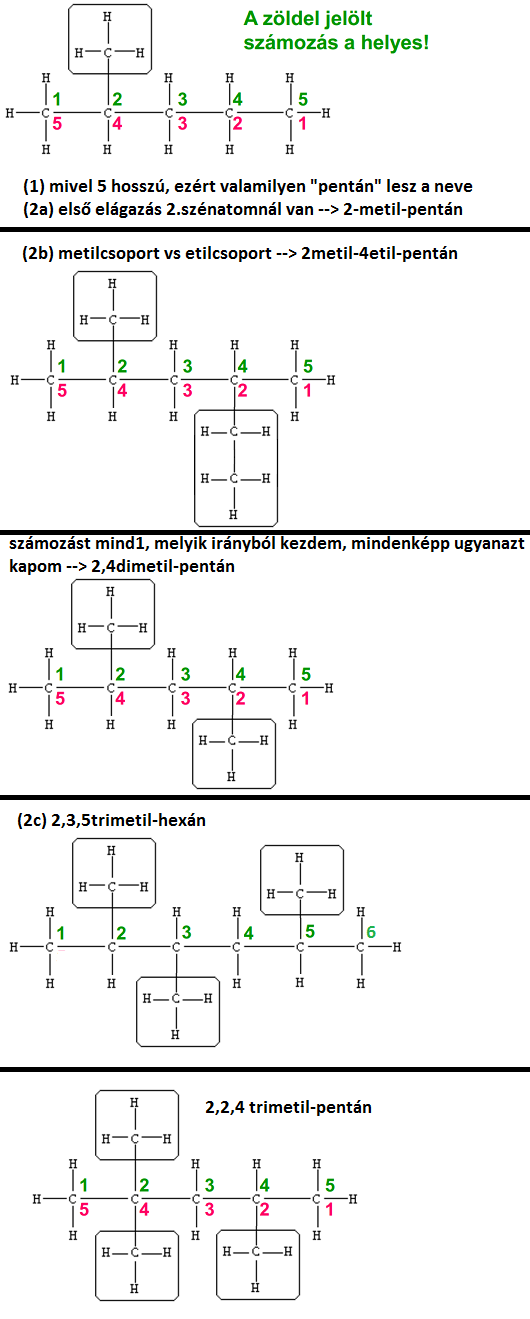 A zöldel jelölt
számozás a helyes!
H
H C H
H H H H
1 2 3 4 5
H C C C C C H
5 4 3 2 1
H H H H H
(1) mivel 5 hosszú, ezért valamilyen "pentán" lesz a neve
(2a) első elágazás 2.szénatomnál van --> 2-metil-pentán
(2b) metilcsoport vs etilcsoport --> 2metil-4etil-pentán
H
H C H
H H H H
1 2 3 4 5
H C C C C C H
5 4 3 2 1
H H H H
H C H
H C H
H
számozást mind1, melyik irányból kezdem, mindenképp ugyanazt
kapom --> 2,4dimetil-pentán
H
H C H
H H H H
1 2 3 4 5
H C C C C C H
5 4 3 2 1
H H H H
H C H
H
(2c) 2,3,5trimetil-hexán
H H
H C H H C H
H H H H
1 2 3 4 5 6
H C C C C C C H
H H H H H
H C H
H
2,2,4 trimetil-pentán
H
H C H
H H H H
1 2 3 4 5
H C C C C C H
5 4 3 2 1
H H H
H C H H C H
H H